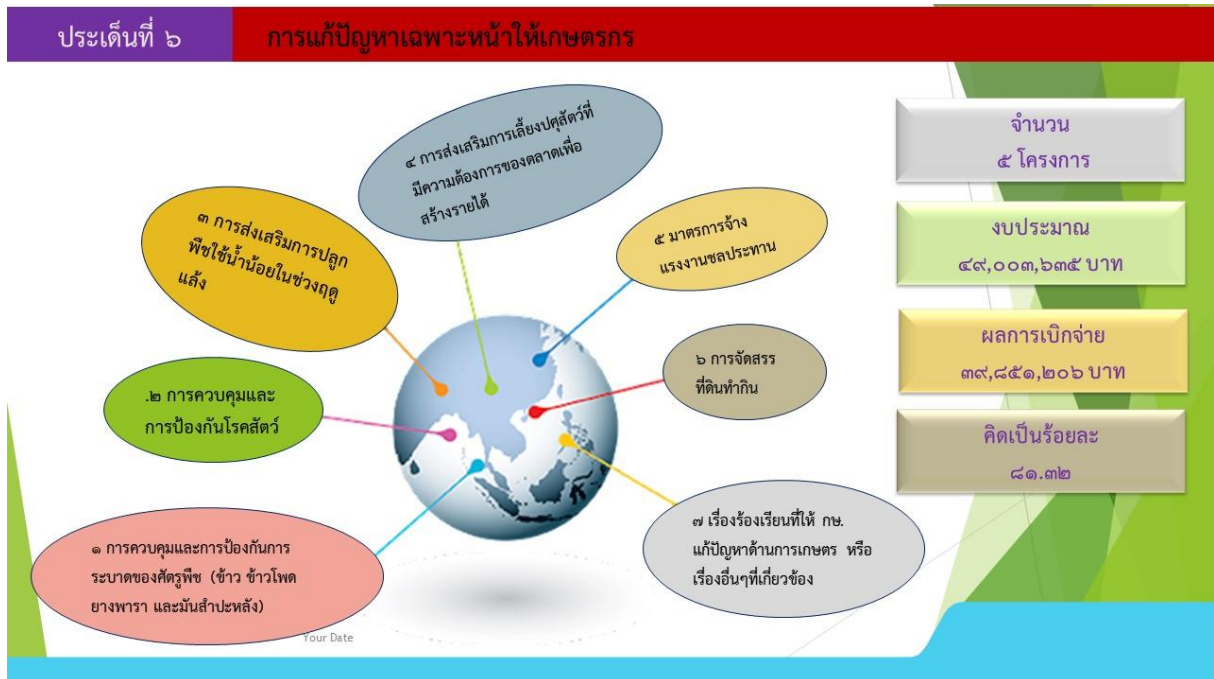 ประเด็นที่ ๖
การแก้ปัญหาเฉพาะหน้าให้เกษตรกร
๔ การส่งเสริมการเลี้ยงปศุสัตว์ที่
มีความต้องการของตลาดเพื่อ
สร้างรายได้
๓ การส่งเสริมการปลูก
พืชใช้น้ำน้อยในช่วงฤดู
แล้ง
๕ มาตรการจ้าง
แรงงานชลประทาน
.๒ การควบคุมและ
การป้องกันโรคสัตว์
๖ การจัดสรร
ที่ดินทำกิน
๑ การควบคุมและการป้องกันการ
ระบาดของศัตรูพืช (ข้าว ข้าวโพด
ยางพารา และมันสำปะหลัง)
๗ เรื่องร้องเรียนที่ให้ กษ.
แก้ปัญหาด้านการเกษตร หรือ
เรื่องอื่นๆที่เกี่ยวข้อง
Your Date
จำนวน
๕ โครงการ
งบประมาณ
๔๙,๐๐๓,๖๓๕ บาท
ผลการเบิกจ่าย
๓๙,๘๕๑,๒๐๖ บาท
คิดเป็นร้อยละ
๘๑.๓๒